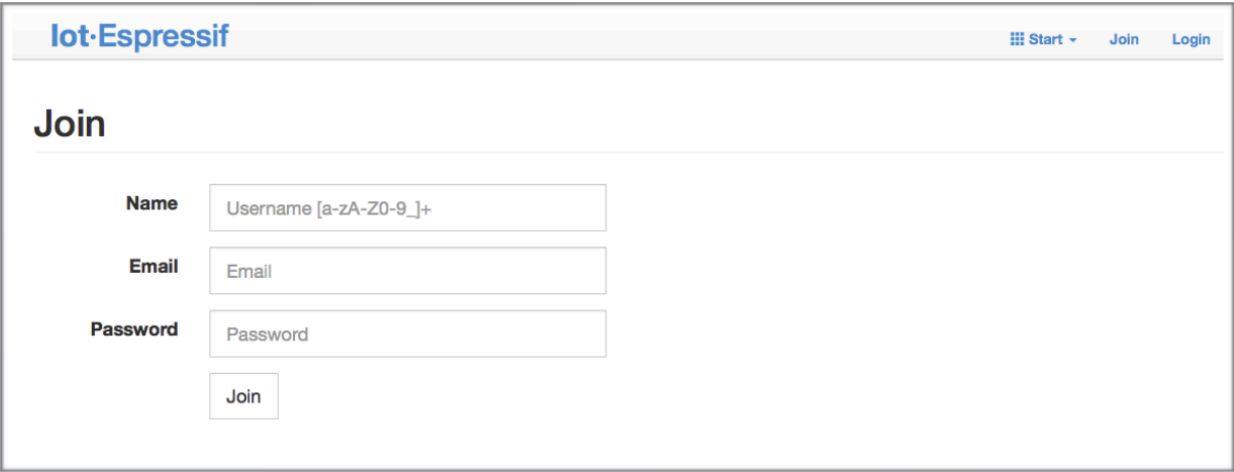 Iot·Espressif
Start Join Login
Join
Name Username [a-zA-Z0-9_]+
Email Email
Password Password
Join